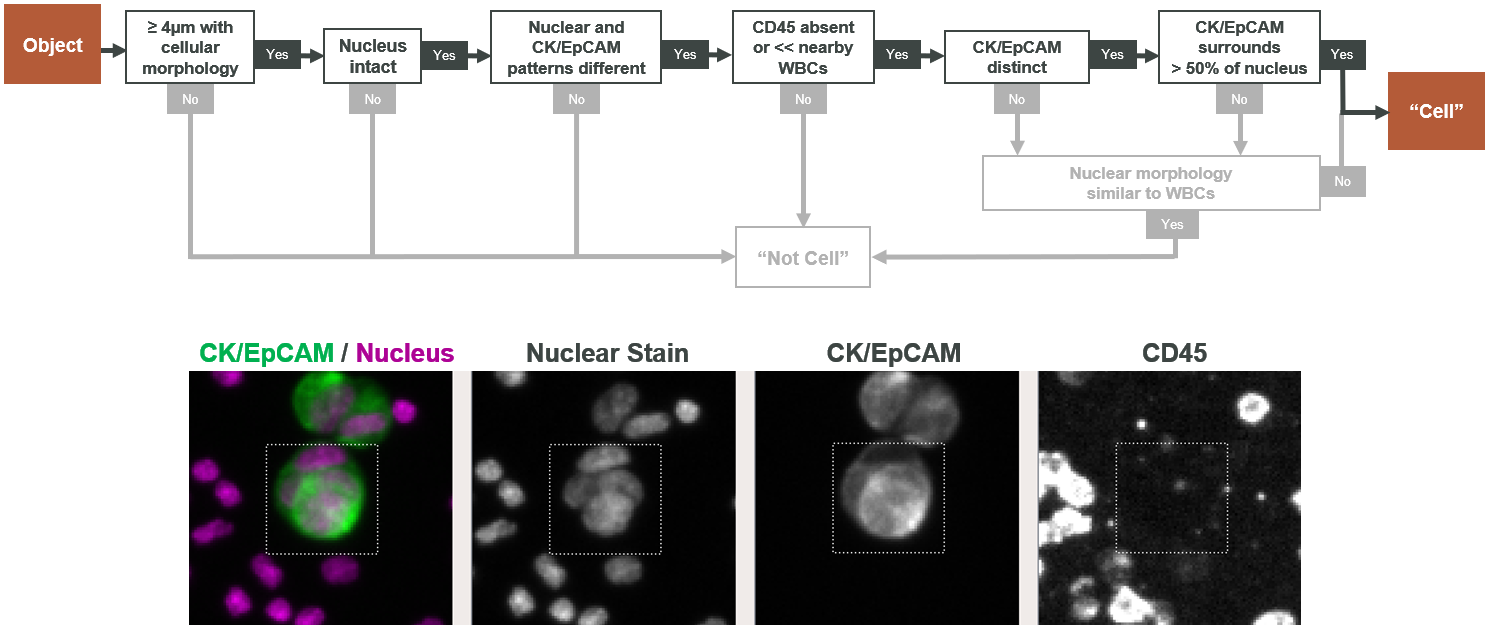 Object
≥ 4µm with
cellular
morphology
Yes
Nucleus
intact
Yes
Nuclear and
CK/EpCAM
patterns different
Yes
CD45 absent
or << nearby
WBCs
Yes
CK/EpCAM
distinct
Yes
CK/EpCAM
surrounds
> 50% of nucleus
Yes
“Cell”
No
No
No
No
No
No
Nuclear morphology
similar to WBCs
No
Yes
“Not Cell”
CK/EpCAM / Nucleus
Nuclear Stain
CK/EpCAM
CD45